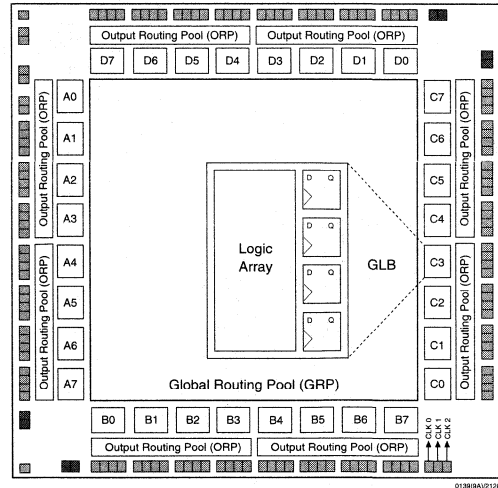 Output Routing Pool (ORP) Output Routing Pool (ORP)
D7 D6 D5 D4 D3 D2 D1 D0
Output Routing Pool (ORP)
Output Routing Pool (ORP)
A0
A1
A2
A3
A4
A5
A6
A7
Logic
Array
D Q
D Q
D Q
D Q
GLB
Global Routing Pool (GRP)
C7
C6
C5
C4
C3
C2
C1
C0
Output Routing Pool (ORP)
Output Routing Pool (ORP)
B0 B1 B2 B3 B4 B5 B6 B7
Output Routing Pool (ORP) Output Routing Pool (ORP)
CLK 0
CLK 1
CLK 2
0139(9A)/2128